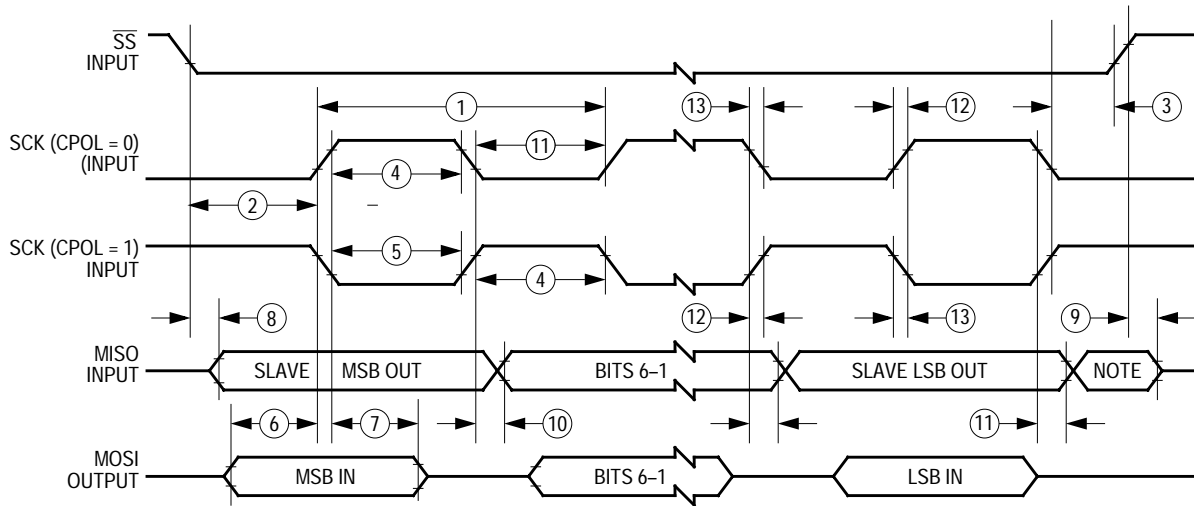 SS
INPUT
1
13
12
3
SCK (CPOL = 0)
(INPUT
11
4
2
–
SCK (CPOL = 1)
INPUT
5
4
8
12
13
9
MISO
INPUT
SLAVE MSB OUT
BITS 6–1
SLAVE LSB OUT
NOTE
6
7
10
11
MOSI
OUTPUT
MSB IN
BITS 6–1
LSB IN